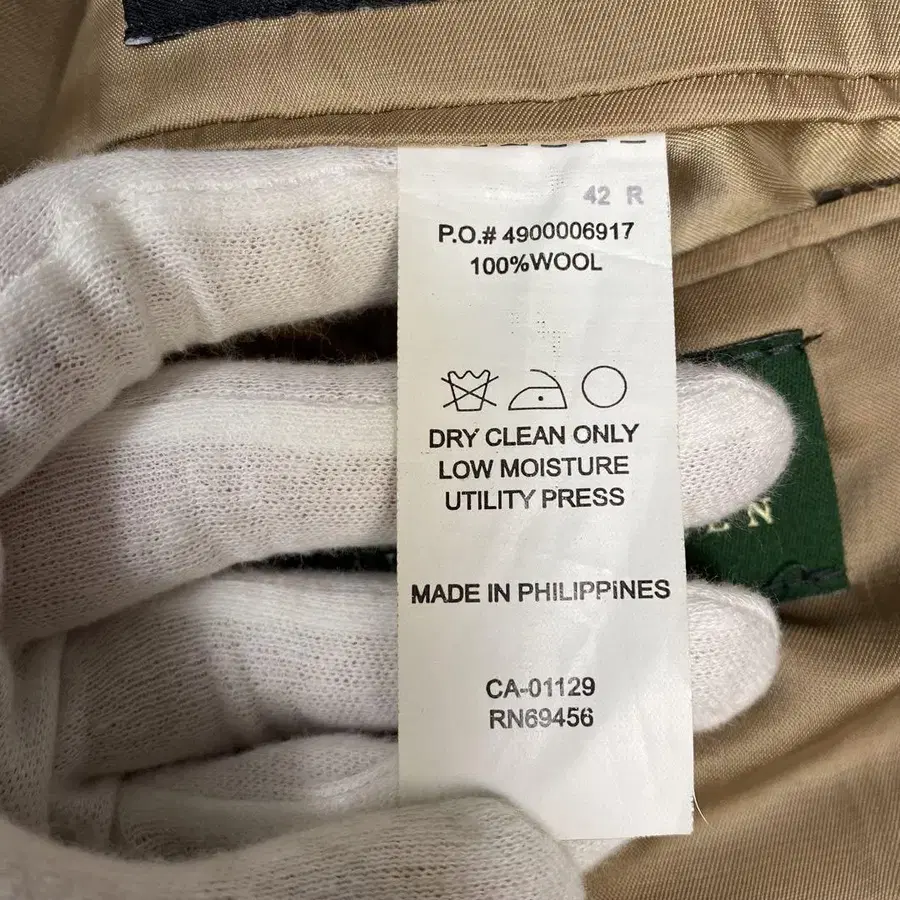 42 R
P.O.# 4900006917
100%WOOL
DRY CLEAN ONLY
LOW MOISTURE
UTILITY PRESS
E N
MADE IN PHILIPPINES
CA-01129
RN69456